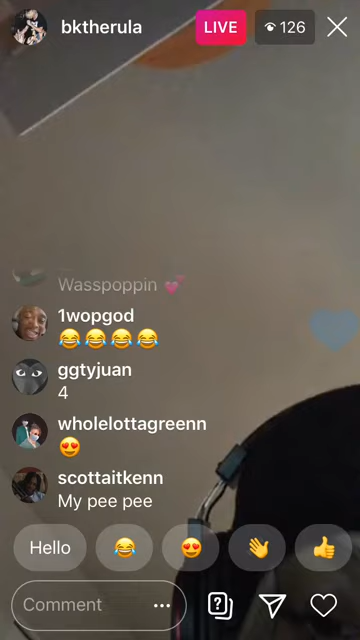 bktherula
LIVE
126
Wasspoppin 💕
1wopgod
😂😂😂😂
ggtyjuan
4
wholelottagreenn
😍
scottaitkenn
My pee pee
Hello 😂 😍 👋 👍
Comment